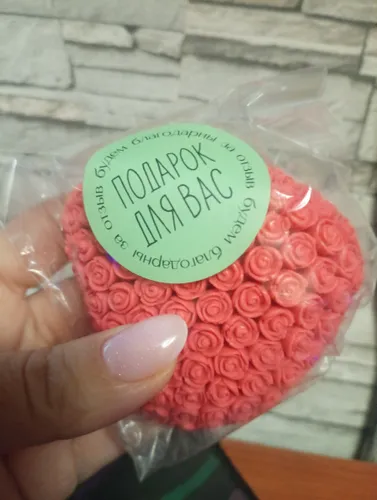 ПОДАРОК
ДЛЯ ВАС
будем благодарны за отзыв
будем благодарны за отзыв